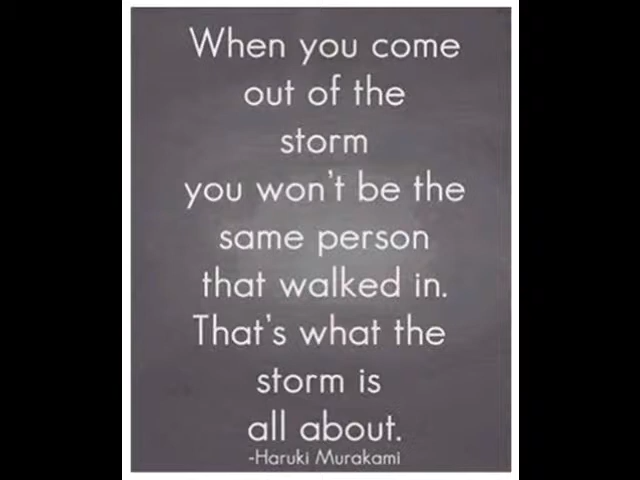 When you come
out of the
storm
you won't be the
same person
that walked in.
That's what the
storm is
all about.
-Haruki Murakami